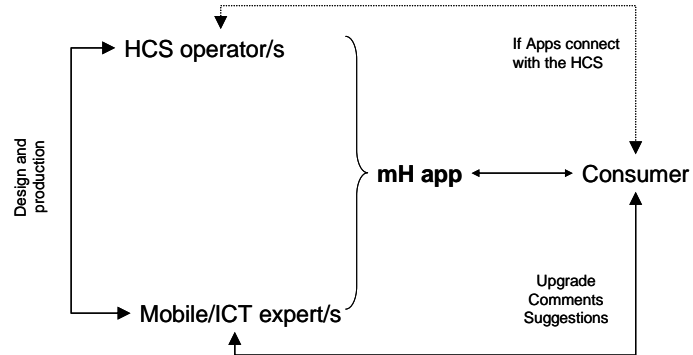 HCS operator/s
If Apps connect
with the HCS
Design and
production
mH app
Consumer
Upgrade
Comments
Suggestions
Mobile/ICT expert/s